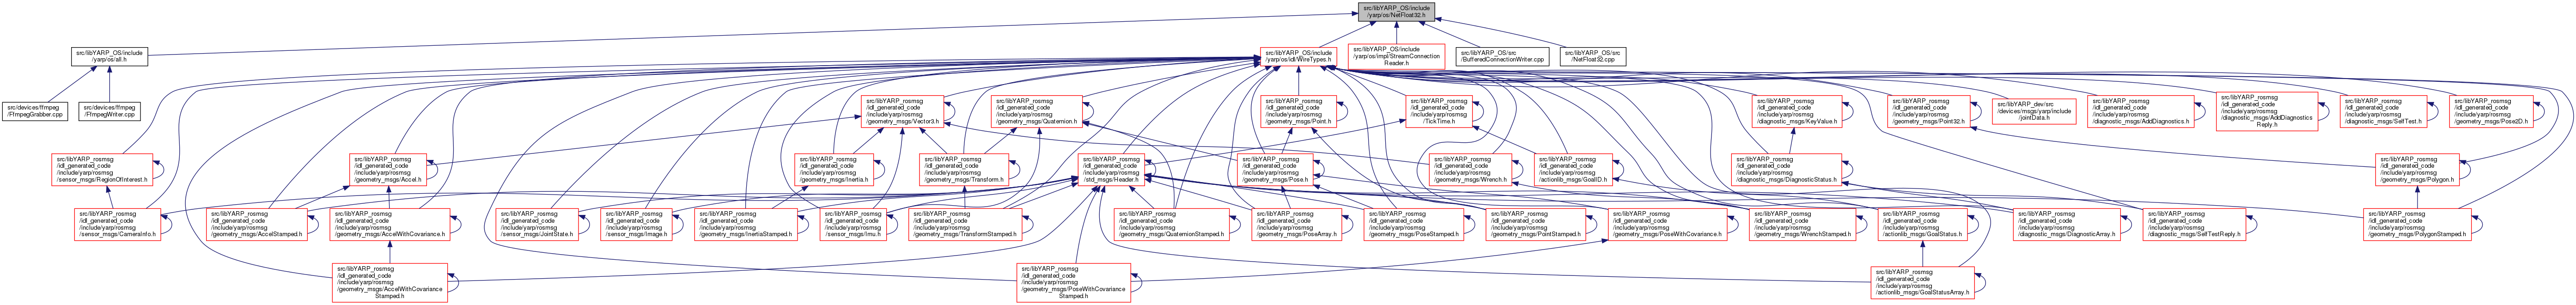 src/libYARP_OS/include
/yarp/os/NetFloat32.h
src/libYARP_OS/include
/yarp/os/all.h
src/libYARP_OS/include
/yarp/os/idl/WireTypes.h
src/libYARP_OS/include
/yarp/os/impl/StreamConnection
Reader.h
src/libYARP_OS/src
/BufferedConnectionWriter.cpp
src/libYARP_OS/src
/NetFloat32.cpp
src/devices/ffmpeg
/FfmpegGrabber.cpp
src/devices/ffmpeg
/FfmpegWriter.cpp
src/libYARP_rosmsg
/idl_generated_code
/include/yarp/rosmsg
/geometry_msgs/Vector3.h
src/libYARP_rosmsg
/idl_generated_code
/include/yarp/rosmsg
/geometry_msgs/Quaternion.h
src/libYARP_rosmsg
/idl_generated_code
/include/yarp/rosmsg
/geometry_msgs/Point.h
src/libYARP_rosmsg
/idl_generated_code
/include/yarp/rosmsg
/TickTime.h
src/libYARP_rosmsg
/idl_generated_code
/include/yarp/rosmsg
/diagnostic_msgs/KeyValue.h
src/libYARP_rosmsg
/idl_generated_code
/include/yarp/rosmsg
/geometry_msgs/Point32.h
src/libYARP_dev/src
/devices/msgs/yarp/include
/jointData.h
src/libYARP_rosmsg
/idl_generated_code
/include/yarp/rosmsg
/diagnostic_msgs/AddDiagnostics.h
src/libYARP_rosmsg
/idl_generated_code
/include/yarp/rosmsg
/diagnostic_msgs/AddDiagnostics
Reply.h
src/libYARP_rosmsg
/idl_generated_code
/include/yarp/rosmsg
/diagnostic_msgs/SelfTest.h
src/libYARP_rosmsg
/idl_generated_code
/include/yarp/rosmsg
/geometry_msgs/Pose2D.h
src/libYARP_rosmsg
/idl_generated_code
/include/yarp/rosmsg
/sensor_msgs/RegionOfInterest.h
src/libYARP_rosmsg
/idl_generated_code
/include/yarp/rosmsg
/geometry_msgs/Accel.h
src/libYARP_rosmsg
/idl_generated_code
/include/yarp/rosmsg
/geometry_msgs/Inertia.h
src/libYARP_rosmsg
/idl_generated_code
/include/yarp/rosmsg
/geometry_msgs/Transform.h
src/libYARP_rosmsg
/idl_generated_code
/include/yarp/rosmsg
/std_msgs/Header.h
src/libYARP_rosmsg
/idl_generated_code
/include/yarp/rosmsg
/geometry_msgs/Pose.h
src/libYARP_rosmsg
/idl_generated_code
/include/yarp/rosmsg
/geometry_msgs/Wrench.h
src/libYARP_rosmsg
/idl_generated_code
/include/yarp/rosmsg
/actionlib_msgs/GoalID.h
src/libYARP_rosmsg
/idl_generated_code
/include/yarp/rosmsg
/diagnostic_msgs/DiagnosticStatus.h
src/libYARP_rosmsg
/idl_generated_code
/include/yarp/rosmsg
/geometry_msgs/Polygon.h
src/libYARP_rosmsg
/idl_generated_code
/include/yarp/rosmsg
/sensor_msgs/CameraInfo.h
src/libYARP_rosmsg
/idl_generated_code
/include/yarp/rosmsg
/geometry_msgs/AccelStamped.h
src/libYARP_rosmsg
/idl_generated_code
/include/yarp/rosmsg
/geometry_msgs/AccelWithCovariance.h
src/libYARP_rosmsg
/idl_generated_code
/include/yarp/rosmsg
/sensor_msgs/JointState.h
src/libYARP_rosmsg
/idl_generated_code
/include/yarp/rosmsg
/sensor_msgs/Image.h
src/libYARP_rosmsg
/idl_generated_code
/include/yarp/rosmsg
/geometry_msgs/InertiaStamped.h
src/libYARP_rosmsg
/idl_generated_code
/include/yarp/rosmsg
/sensor_msgs/Imu.h
src/libYARP_rosmsg
/idl_generated_code
/include/yarp/rosmsg
/geometry_msgs/TransformStamped.h
src/libYARP_rosmsg
/idl_generated_code
/include/yarp/rosmsg
/geometry_msgs/QuaternionStamped.h
src/libYARP_rosmsg
/idl_generated_code
/include/yarp/rosmsg
/geometry_msgs/PoseArray.h
src/libYARP_rosmsg
/idl_generated_code
/include/yarp/rosmsg
/geometry_msgs/PoseStamped.h
src/libYARP_rosmsg
/idl_generated_code
/include/yarp/rosmsg
/geometry_msgs/PointStamped.h
src/libYARP_rosmsg
/idl_generated_code
/include/yarp/rosmsg
/geometry_msgs/PoseWithCovariance.h
src/libYARP_rosmsg
/idl_generated_code
/include/yarp/rosmsg
/geometry_msgs/WrenchStamped.h
src/libYARP_rosmsg
/idl_generated_code
/include/yarp/rosmsg
/actionlib_msgs/GoalStatus.h
src/libYARP_rosmsg
/idl_generated_code
/include/yarp/rosmsg
/diagnostic_msgs/DiagnosticArray.h
src/libYARP_rosmsg
/idl_generated_code
/include/yarp/rosmsg
/diagnostic_msgs/SelfTestReply.h
src/libYARP_rosmsg
/idl_generated_code
/include/yarp/rosmsg
/geometry_msgs/PolygonStamped.h
src/libYARP_rosmsg
/idl_generated_code
/include/yarp/rosmsg
/geometry_msgs/AccelWithCovariance
Stamped.h
src/libYARP_rosmsg
/idl_generated_code
/include/yarp/rosmsg
/geometry_msgs/PoseWithCovariance
Stamped.h
src/libYARP_rosmsg
/idl_generated_code
/include/yarp/rosmsg
/actionlib_msgs/GoalStatusArray.h